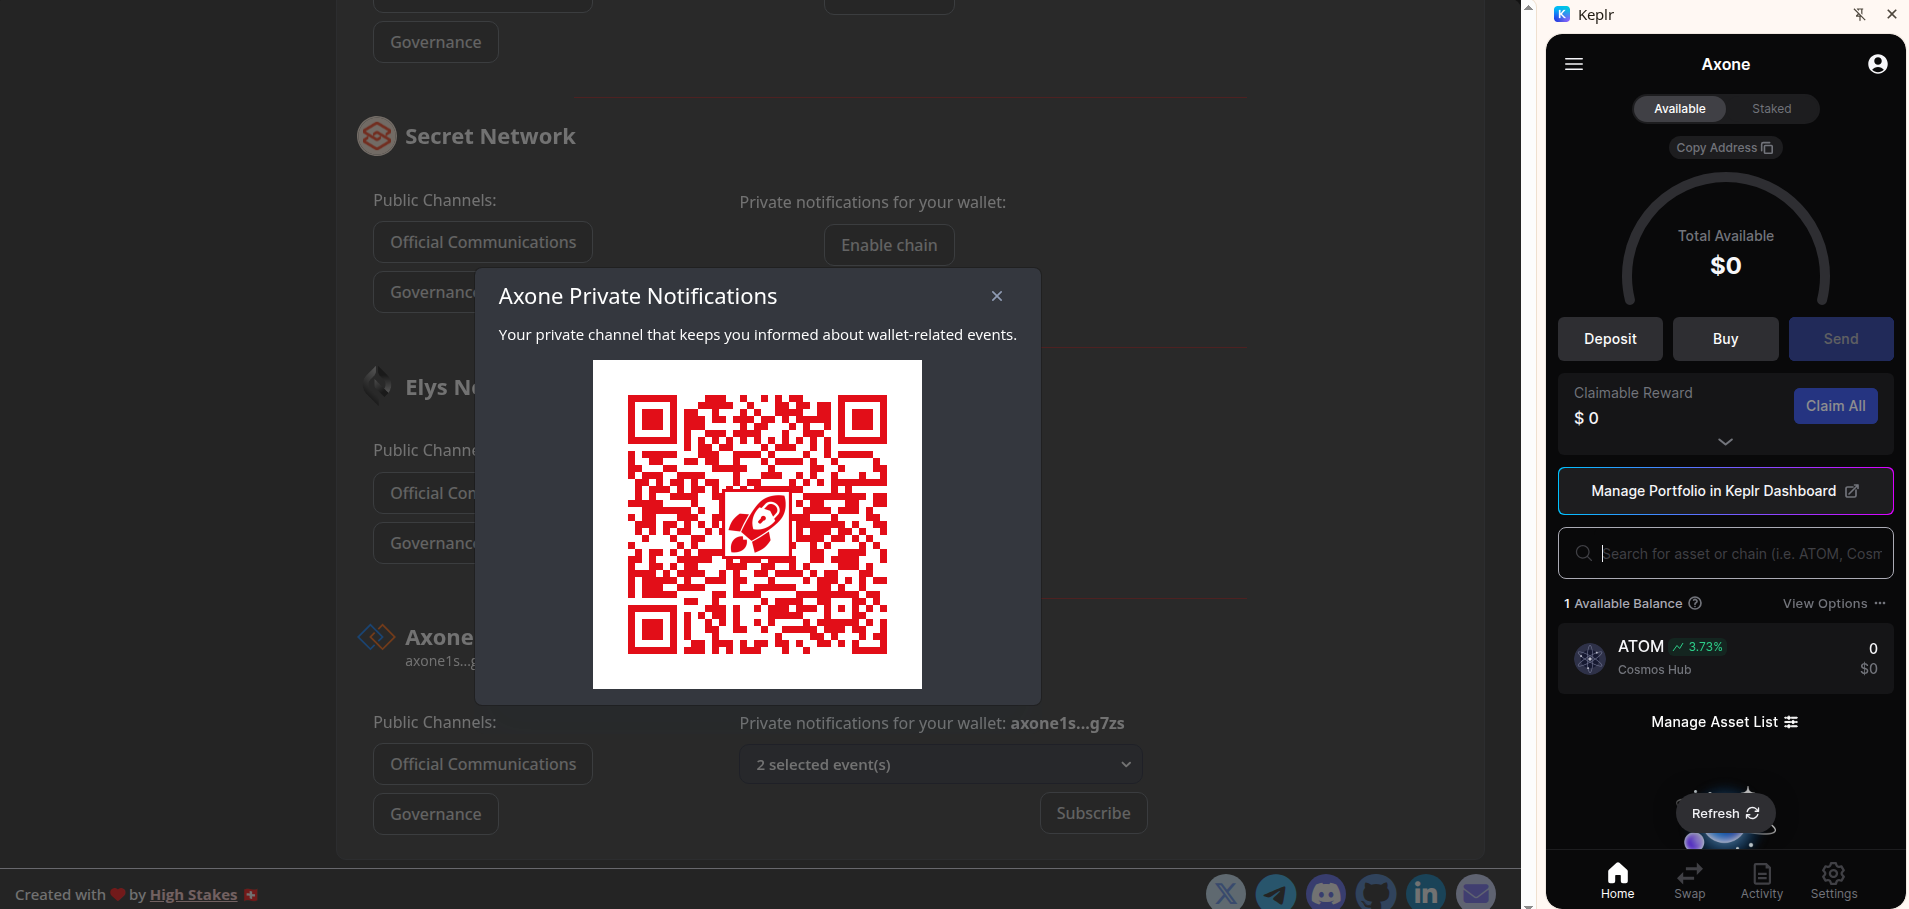 Governance
Secret Network
Public Channels:
Private notifications for your wallet:
Official Communications
Enable chain
Governance
Axone Private Notifications
Your private channel that keeps you informed about wallet-related events.
Elys Ne
Public Channe
Official Con
Governance
Axone
axone1s...g
Public Channels:
Private notifications for your wallet: axone1s...g7zs
Official Communications
2 selected event(s)
Governance
Subscribe
Created with by High Stakes
Keplr
Axone
Available
Staked
Copy Address
Total Available
$0
Deposit
Buy
Send
Claimable Reward
$ 0
Claim All
Manage Portfolio in Keplr Dashboard
Search for asset or chain (i.e. ATOM, Cosm
1 Available Balance
View Options
ATOM
3.73%
0
Cosmos Hub
$0
Manage Asset List
Refresh
Home
Swap
Activity
Settings